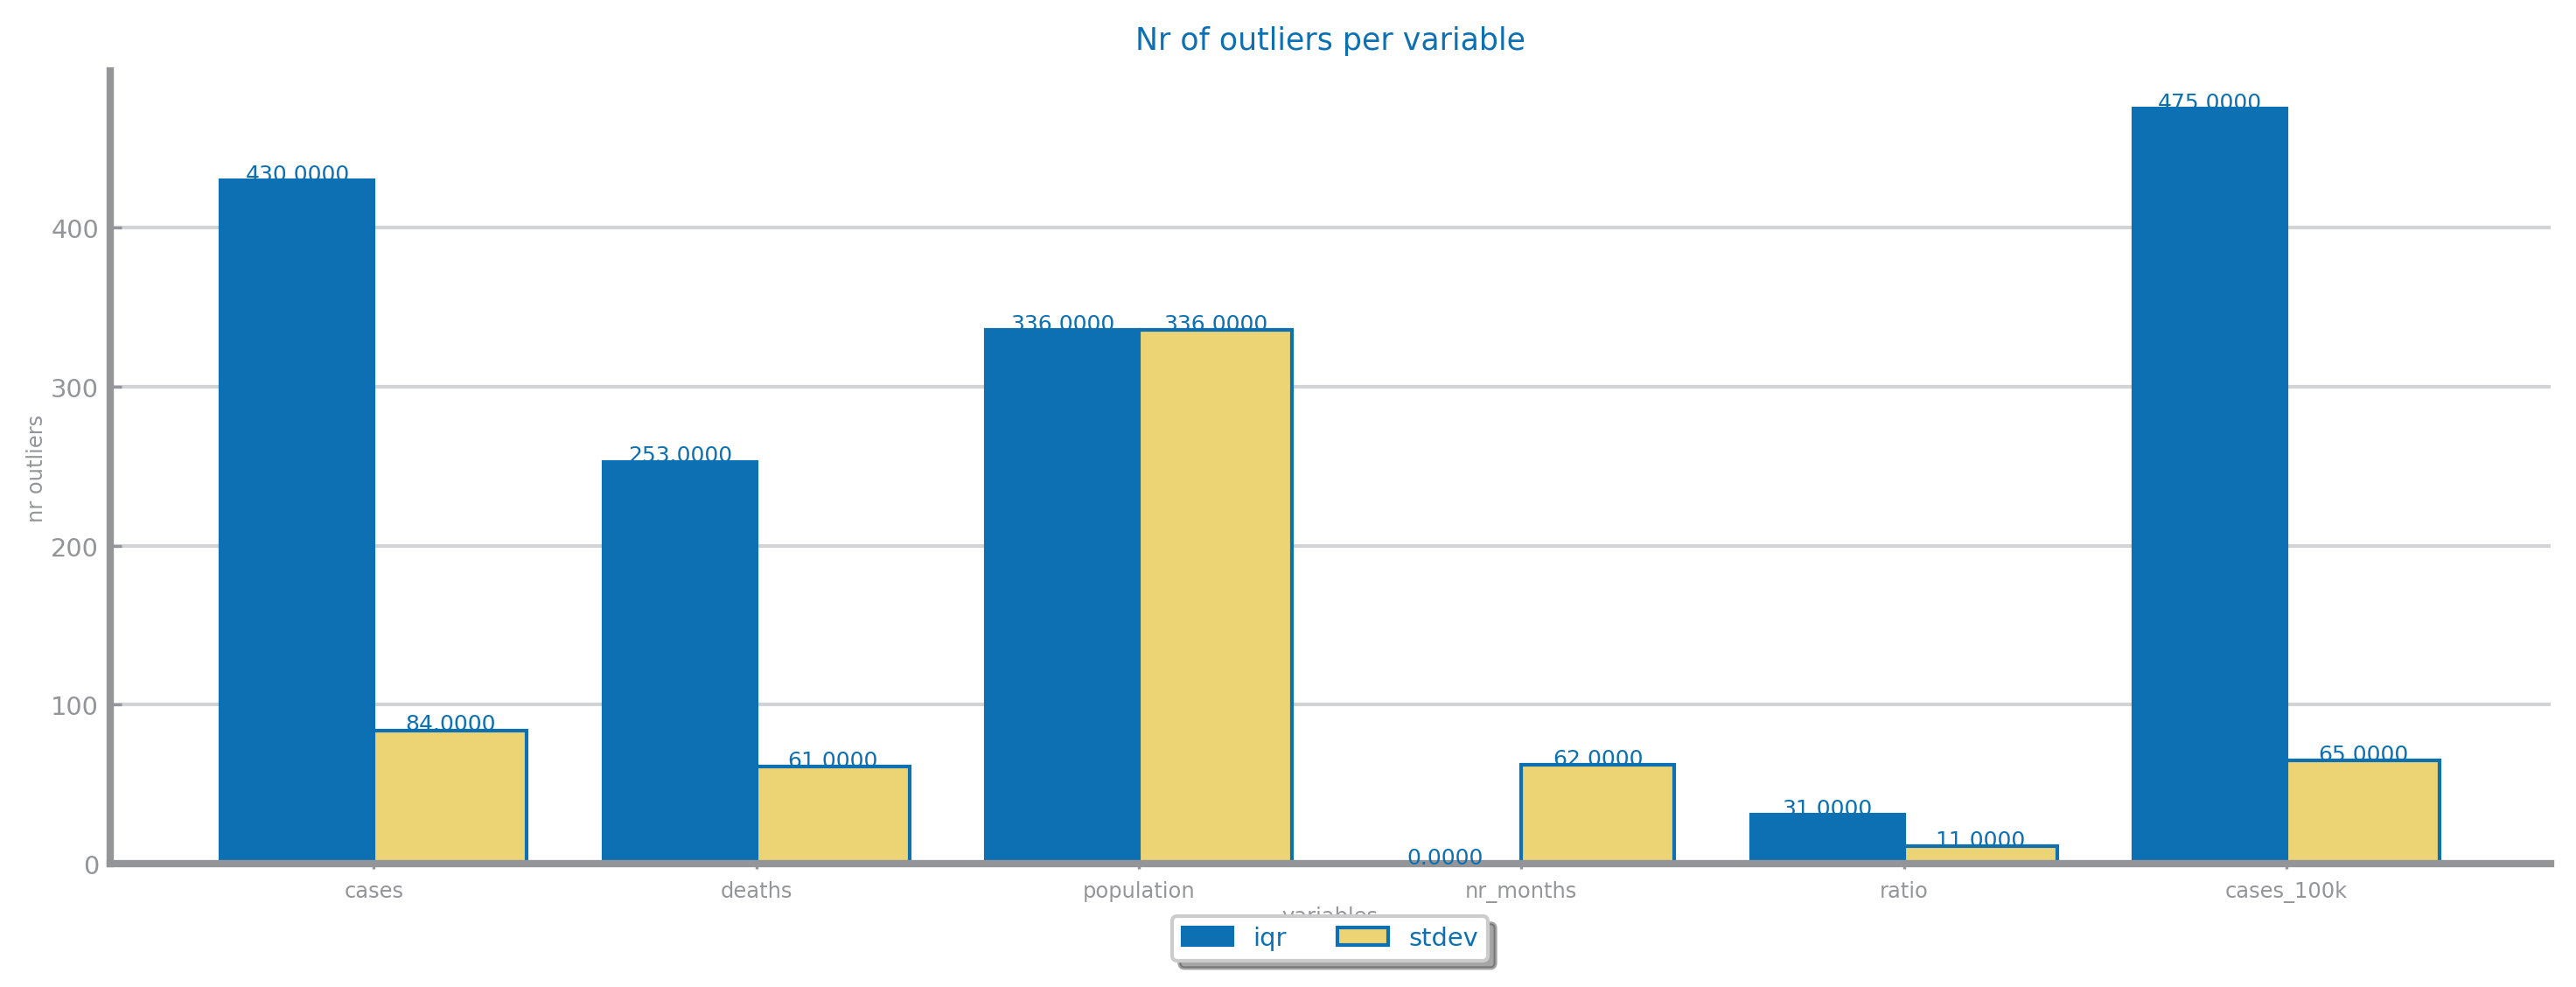 Nr of outliers per variable
nr outliers
400
300
200
100
0
430.0000
84.0000
253.0000
61.0000
336.0000
336.0000
0.0000
62.0000
31.0000
11.0000
475.0000
65.0000
cases
deaths
population
nr_months
ratio
cases_100k
variables
iqr
stdev